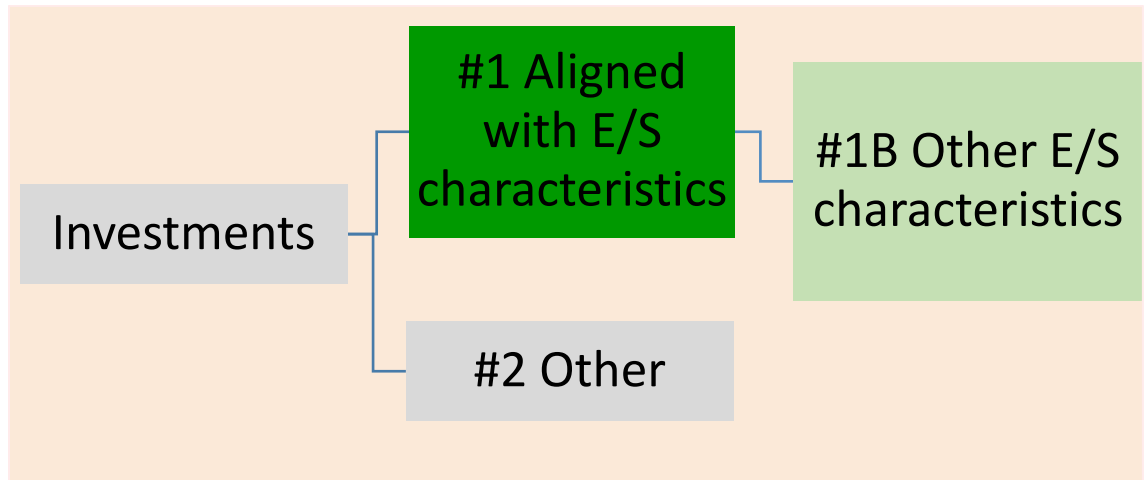 #1 Aligned
with E/S
characteristics
#1B Other E/S
characteristics
Investments
#2 Other